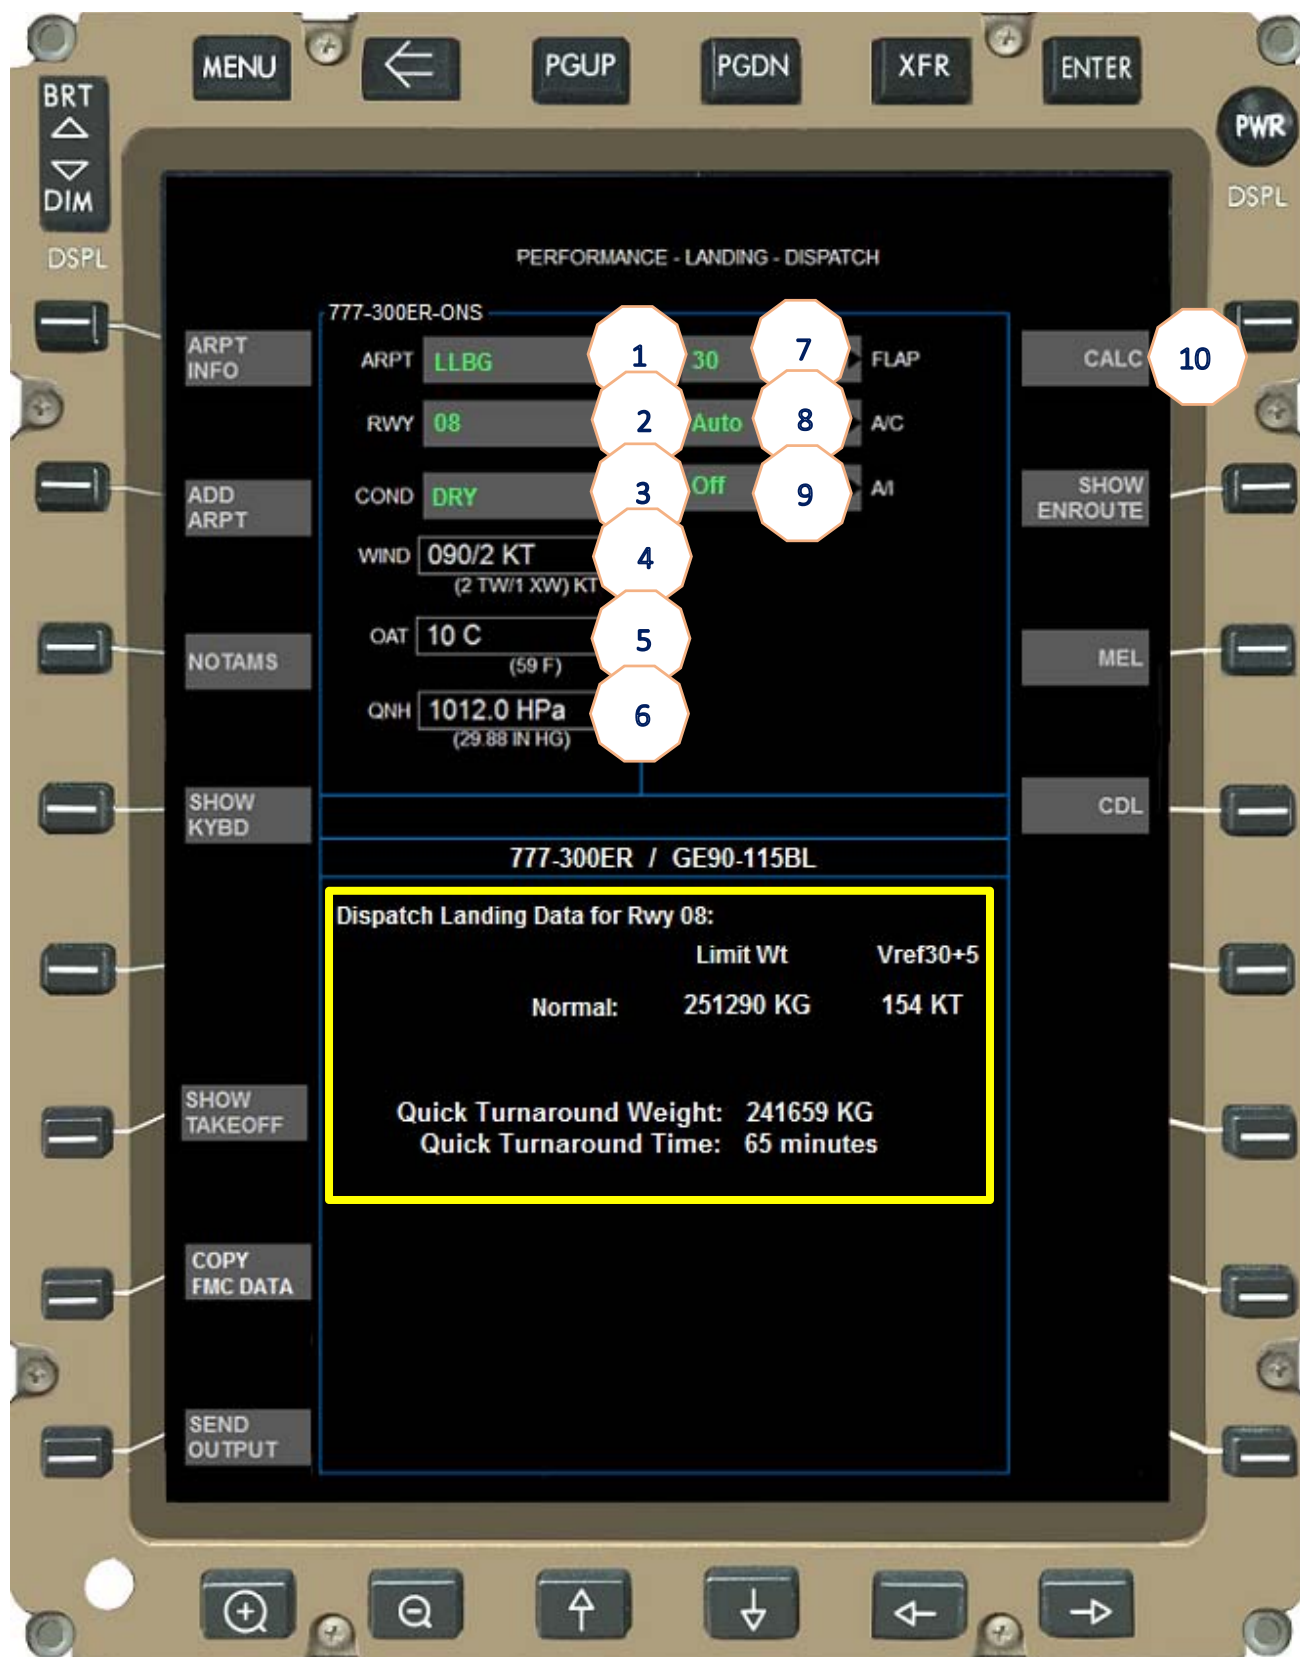 MENU
PGUP
PGDN
XFR
ENTER
BRT
DIM
DSPL
PWR
DSPL
PERFORMANCE - LANDING - DISPATCH
777-300ER-ONS
ARPT
INFO
ARPT LLBG 1 30 7 FLAP
CALC 10
RWY 08 2 Auto 8 A/C
ADD
ARPT
COND DRY 3 Off 9 A/I
SHOW
ENROUTE
WIND 090/2 KT 4
(2 TW/1 XW) KT
OAT 10 C 5
(59 F)
NOTAMS
MEL
QNH 1012.0 HPa 6
(29.88 IN HG)
SHOW
KYBD
CDL
777-300ER / GE90-115BL
Dispatch Landing Data for Rwy 08:
Limit Wt Vref30+5
Normal: 251290 KG 154 KT
Quick Turnaround Weight: 241659 KG
Quick Turnaround Time: 65 minutes
SHOW
TAKEOFF
COPY
FMC DATA
SEND
OUTPUT